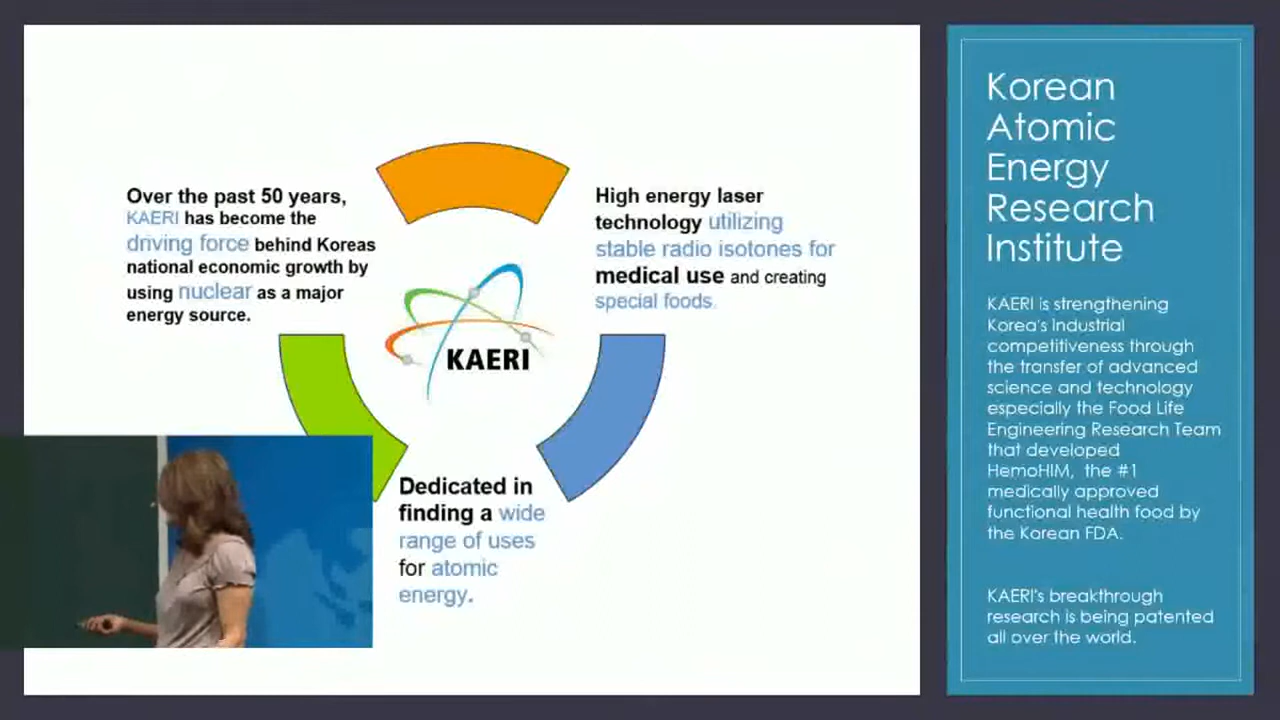 Over the past 50 years,
KAERI has become the
driving force behind Koreas
national economic growth by
using nuclear as a major
energy source.
High energy laser
technology utilizing
stable radio isotones for
medical use and creating
special foods.
KAERI
Dedicated in
finding a wide
range of uses
for atomic
energy.
Korean
Atomic
Energy
Research
Institute
KAERI is strengthening
Korea's Industrial
competitiveness through
the transfer of advanced
science and technology
especially the Food Life
Engineering Research Team
that developed
HemoHIM, the #1
medically approved
functional health food by
the Korean FDA.
KAERI's breakthrough
research is being patented
all over the world.